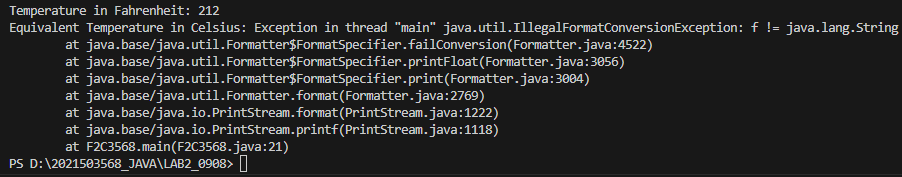 Temperature in Fahrenheit: 212
Equivalent Temperature in Celsius: Exception in thread "main" java.util.IllegalFormatConversionException: f != java.lang.String
at java.base/java.util.Formatter$FormatSpecifier.failConversion(Formatter.java:4522)
at java.base/java.util.Formatter$FormatSpecifier.printFloat(Formatter.java:3056)
at java.base/java.util.Formatter$FormatSpecifier.print(Formatter.java:3004)
at java.base/java.util.Formatter.format(Formatter.java:2769)
at java.base/java.io.PrintStream.format(PrintStream.java:1222)
at java.base/java.io.PrintStream.printf(PrintStream.java:1118)
at F2C3568.main(F2C3568.java:21)
PS D:\2021503568_JAVA\LAB2_0908>